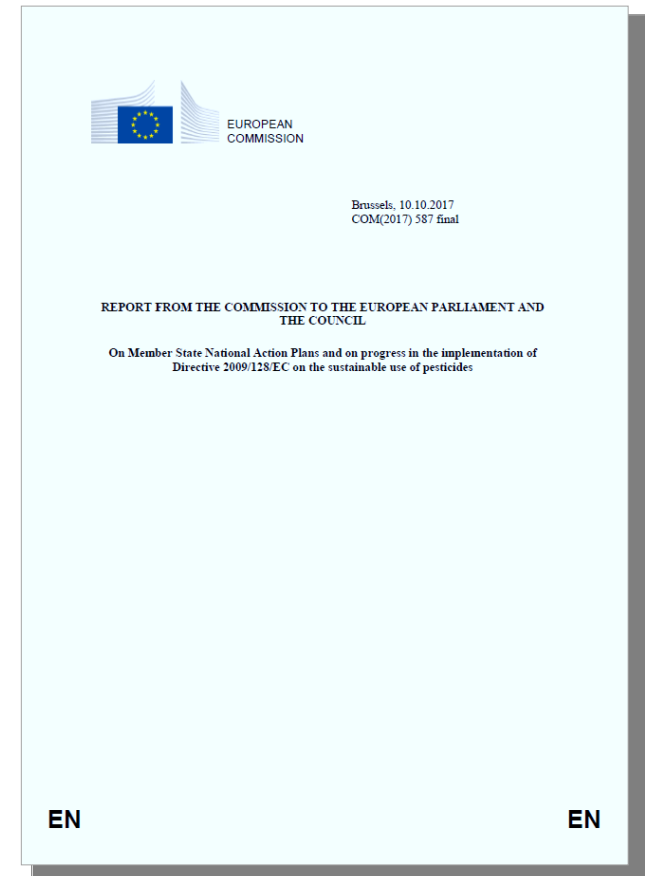 EUROPEAN
COMMISSION
Brussels, 10.10.2017
COM(2017) 587 final
REPORT FROM THE COMMISSION TO THE EUROPEAN PARLIAMENT AND
THE COUNCIL
On Member State National Action Plans and on progress in the implementation of
Directive 2009/128/EC on the sustainable use of pesticides
EN EN